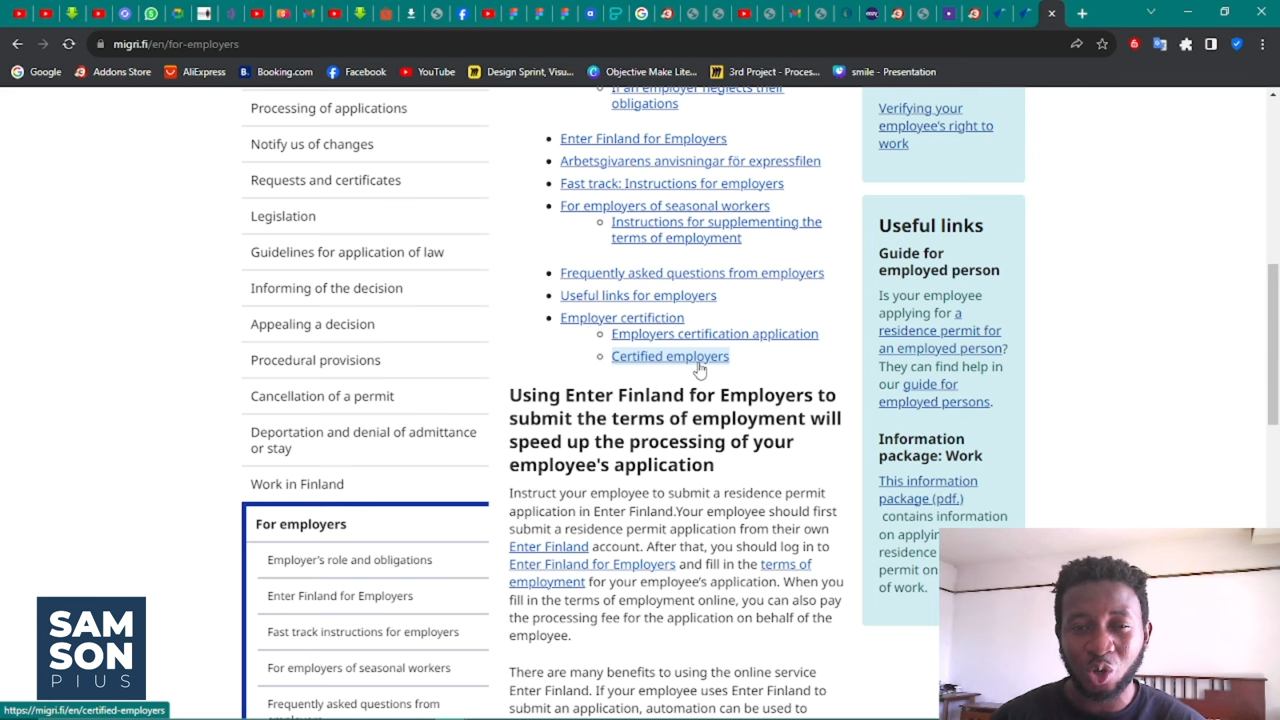 migri.fi/en/for-employers
Google
Addons Store
AliExpress
Booking.com
Facebook
YouTube
Design Sprint, Visu...
Objective Make Lite...
3rd Project - Proces...
smile - Presentation
Processing of applications
Notify us of changes
Requests and certificates
Legislation
Guidelines for application of law
Informing of the decision
Appealing a decision
Procedural provisions
Cancellation of a permit
Deportation and denial of admittance
or stay
Work in Finland
For employers
Employer's role and obligations
Enter Finland for Employers
Fast track instructions for employers
For employers of seasonal workers
Frequently asked questions from
If an employer neglects their
obligations
Enter Finland for Employers
Arbetsgivarens anvisningar för expressfilen
Fast track: Instructions for employers
For employers of seasonal workers
Instructions for supplementing the
terms of employment
Frequently asked questions from employers
Useful links for employers
Employer certifiction
Employers certification application
Certified employers
Using Enter Finland for Employers to
submit the terms of employment will
speed up the processing of your
employee's application
Instruct your employee to submit a residence permit
application in Enter Finland.Your employee should first
submit a residence permit application from their own
Enter Finland account. After that, you should log in to
Enter Finland for Employers and fill in the terms of
employment for your employee's application. When you
fill in the terms of employment online, you can also pay
the processing fee for the application on behalf of the
employee.
There are many benefits to using the online service
Enter Finland. If your employee uses Enter Finland to
submit an application, automation can be used to
Verifying your
employee's right to
work
Useful links
Guide for
employed person
Is your employee
applying for a
residence permit for
an employed person?
They can find help in
our guide for
employed persons.
Information
package: Work
This information
package (pdf.)
contains information
on applyin
residence
permit on
of work.
SAM
SON
PIUS
https://migri.fi/en/certified-employers